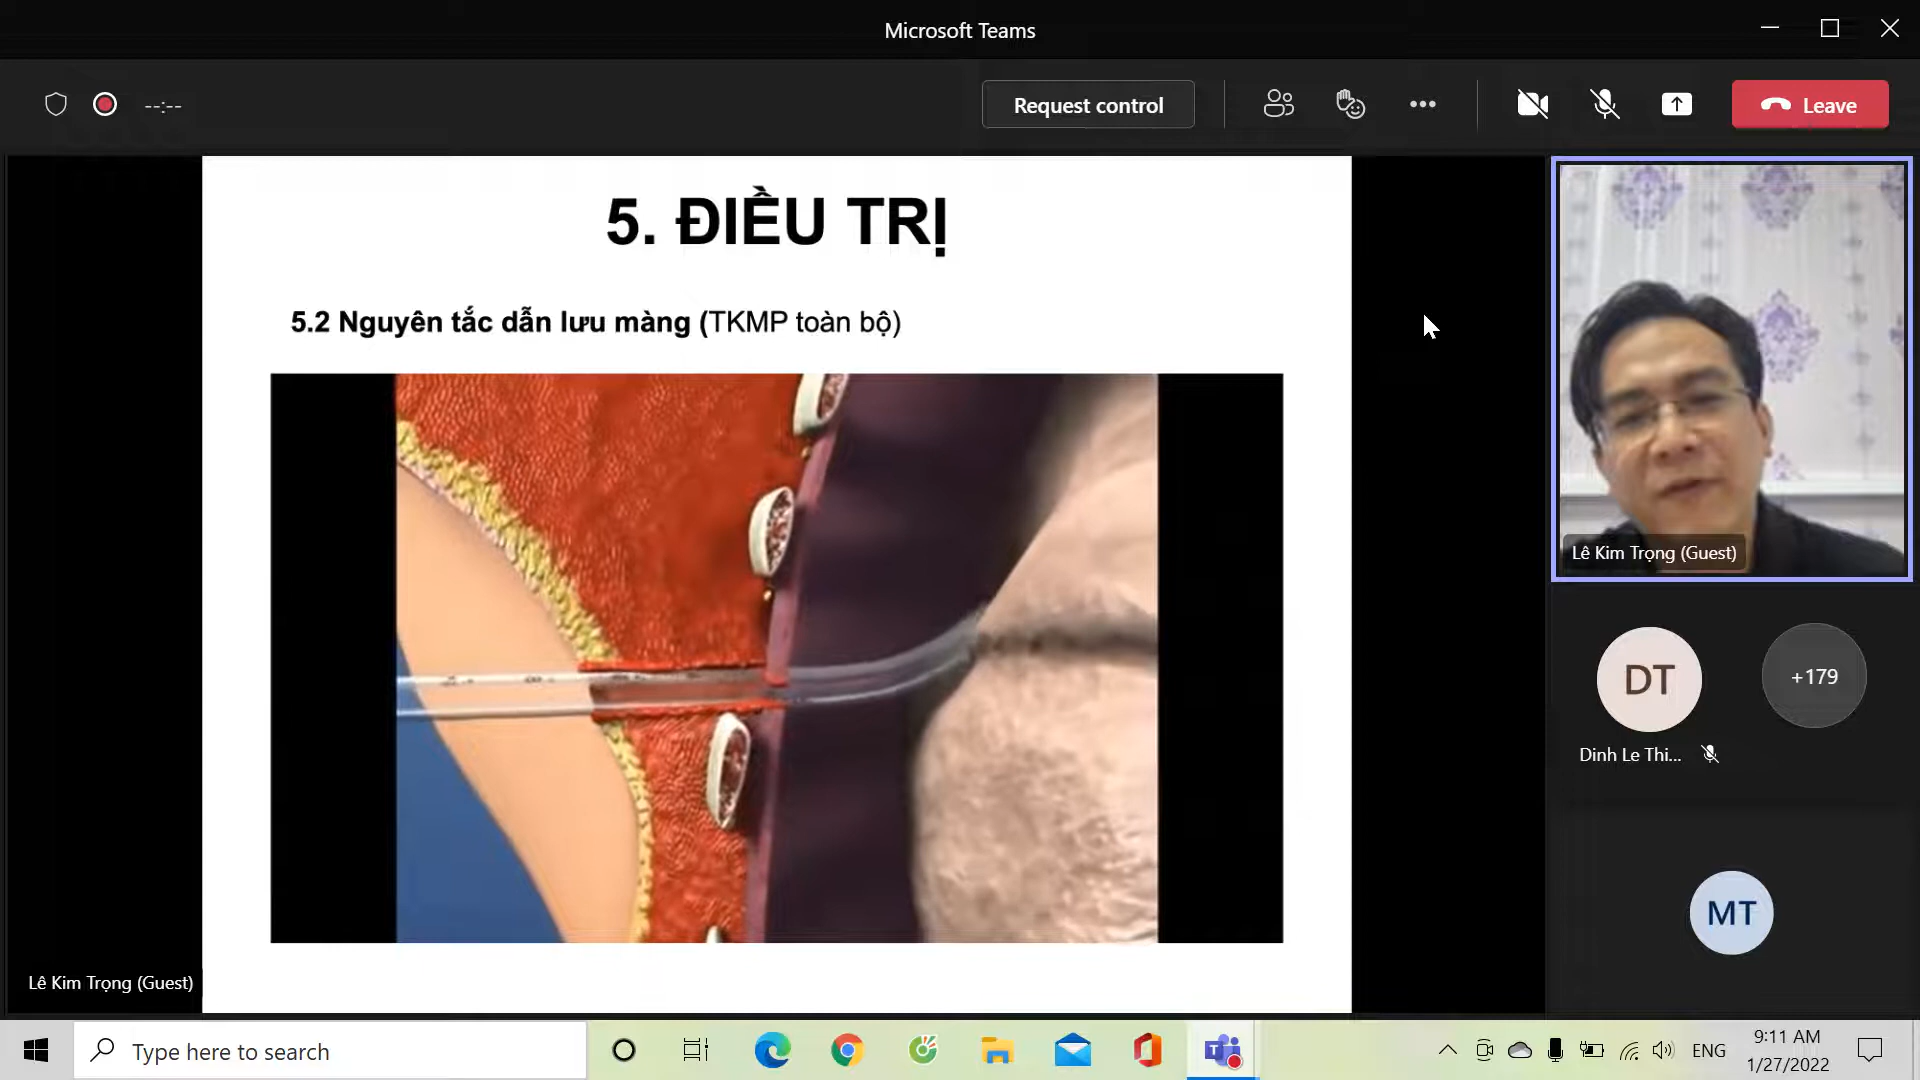 Microsoft Teams
--:--
Request control
Leave
5. ĐIỀU TRỊ
5.2 Nguyên tắc dẫn lưu màng (TKMP toàn bộ)
Lê Kim Trọng (Guest)
DT
+179
Dinh Le Thi...
MT
Lê Kim Trọng (Guest)
Type here to search
ENG
9:11 AM
1/27/2022